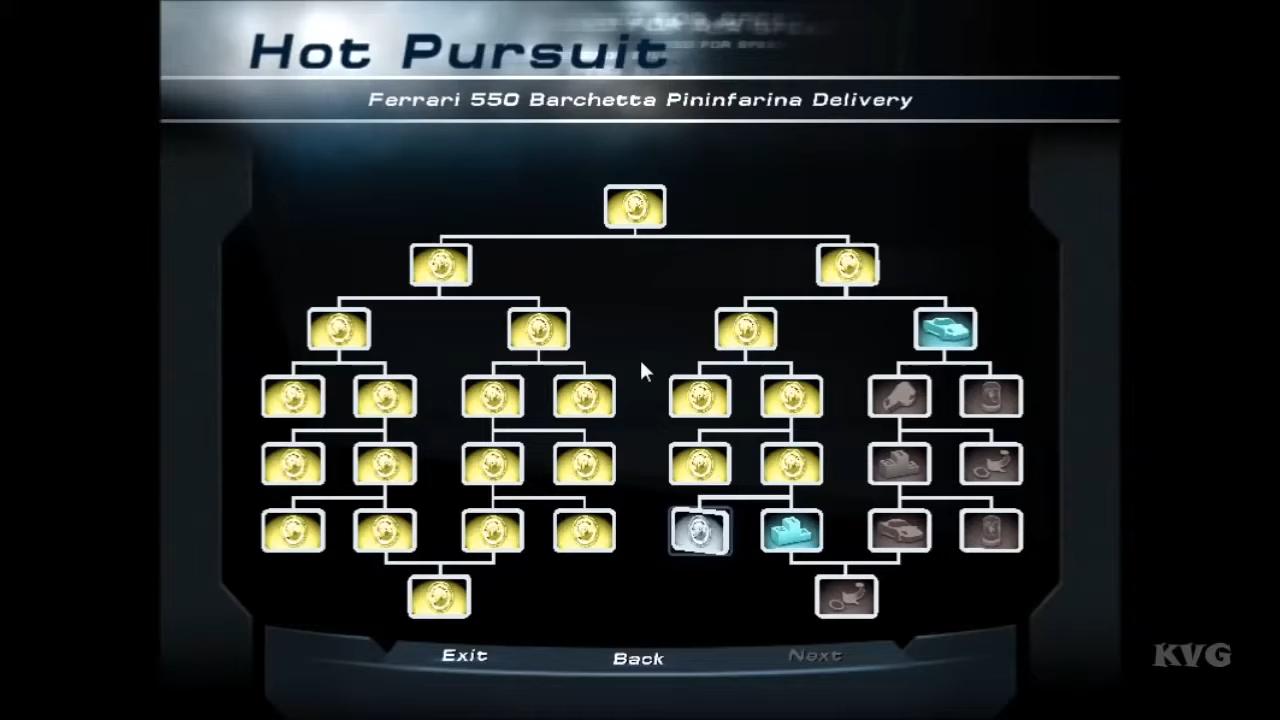 Hot Pursuit
Ferrari 550 Barchetta Pininfarina Delivery
Exit
Back
Next
KVG